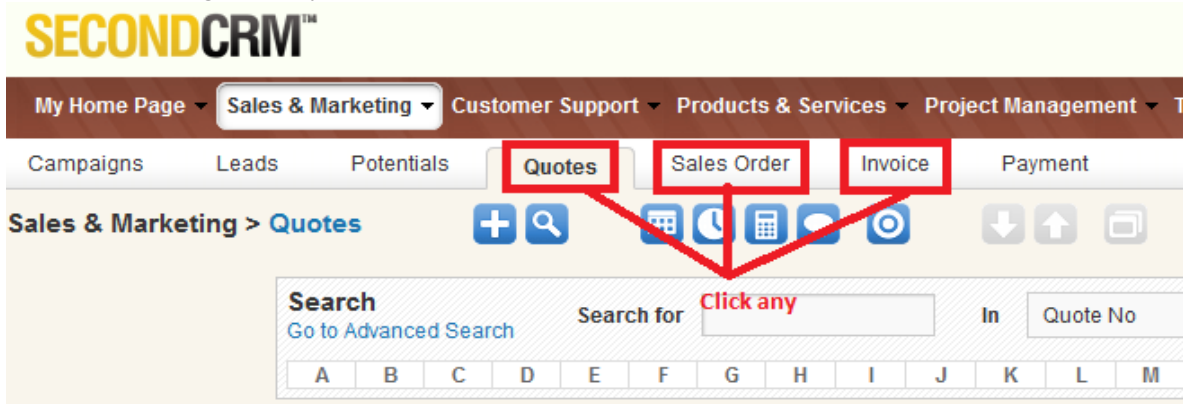 SECONDCRM™
My Home Page Sales & Marketing Customer Support Products & Services Project Management T
Campaigns Leads Potentials Quotes Sales Order Invoice Payment
Sales & Marketing > Quotes
Search
Go to Advanced Search
Search for Click any In Quote No
A B C D E F G H I J K L M